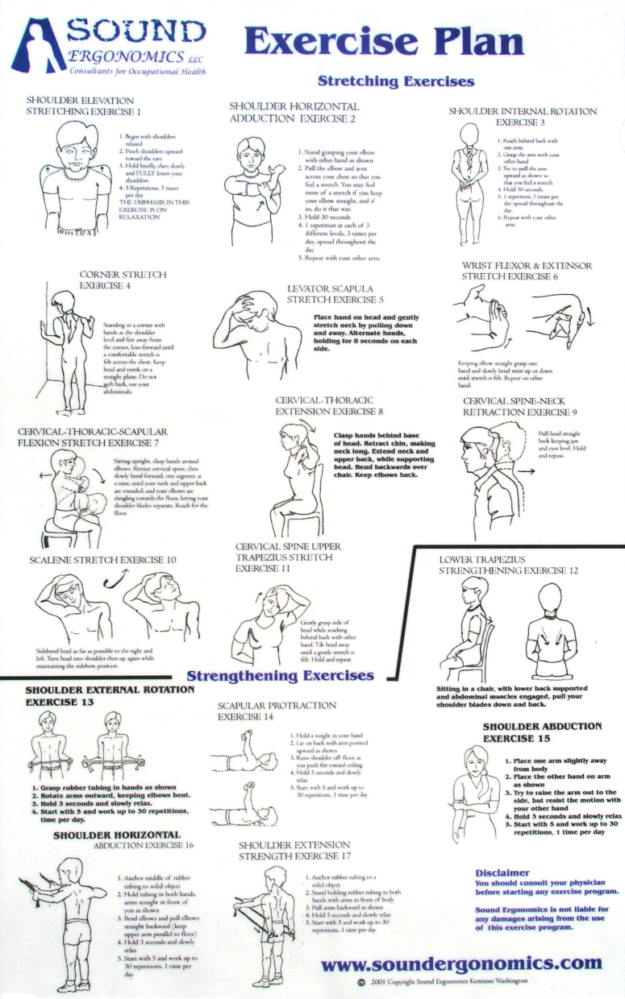 SOUND
ERGONOMICS LLC
Consultants for Occupational Health
Exercise Plan
Stretching Exercises
SHOULDER ELEVATION
STRETCHING EXERCISE 1
1. Begin with shoulders
relaxed
2. Punch shoulders upward
toward the ears
3. Hold briefly, then slowly
and FULLY lower your
shoulders
4. 3 Repetitions, 5 times
per day
THE EMPHASIS IN THIS
EXERCISE IS ON
RELAXATION
SHOULDER HORIZONTAL
ADDUCTION EXERCISE 2
1. Stand grasping your elbow
with other hand as shown
2. Pull the elbow and arm
across your chest so that you
feel a stretch. You may feel
more of a stretch if you keep
your elbow straight, and if
so, do it that way.
3. Hold 30 seconds
4. 1 repetition at each of 3
different levels, 3 times per
day, spread throughout the
day
5. Repeat with your other arm.
SHOULDER INTERNAL ROTATION
EXERCISE 3
1. Reach behind back with
one arm.
2. Grasp the arm with your
other hand
3. Try to pull the arm
upward as shown so
that you feel a stretch.
4. Hold 30 seconds.
5. 1 repetition, 3 times per
day spread throughout the
day.
6. Repeat with your other
arm.
CORNER STRETCH
EXERCISE 4
Standing in a corner with
hands at the shoulder
level and feet away from
the corner, lean forward until
a comfortable stretch is
felt across the chest. Keep
head and trunk on a
straight plane. Do not
arch back, use your
abdominals.
LEVATOR SCAPULA
STRETCH EXERCISE 5
Place hand on head and gently
stretch neck by pulling down
and away. Alternate hands,
holding for 8 seconds on each
side.
WRIST FLEXOR & EXTENSOR
STRETCH EXERCISE 6
Keeping elbow straight grasp one
hand and slowly bend wrist up or down
until stretch is felt. Repeat on other
hand.
CERVICAL-THORACIC-SCAPULAR
FLEXION STRETCH EXERCISE 7
Sitting upright, clasp hands around
elbows. Retract cervical spine, then
slowly bend forward, one segment at
a time, until your neck and upper back
are rounded, and your elbows are
dangling towards the floor, letting your
shoulder blades separate. Reach for the
floor.
CERVICAL-THORACIC
EXTENSION EXERCISE 8
Clasp hands behind base
of head. Retract chin, making
neck long. Extend neck and
upper back, while supporting
head. Bend backwards over
chair. Keep elbows back.
CERVICAL SPINE-NECK
RETRACTION EXERCISE 9
Pull head straight
back keeping jaw
and eyes level. Hold
and repeat.
SCALENE STRETCH EXERCISE 10
Sidebend head as far as possible to the right and
left. Turn head into shoulder then up again while
maintaining the sidebent position.
CERVICAL SPINE UPPER
TRAPEZIUS STRETCH
EXERCISE 11
Gently grasp side of
head while reaching
behind back with other
hand. Tilt head away
until a gentle stretch is
felt. Hold and repeat.
LOWER TRAPEZIUS
STRENGTHENING EXERCISE 12
Sitting in a chair, with lower back supported
and abdominal muscles engaged, pull your
shoulder blades down and back.
Strengthening Exercises
SHOULDER EXTERNAL ROTATION
EXERCISE 13
1. Grasp rubber tubing in hands as shown
2. Rotate arms outward, keeping elbows bent.
3. Hold 3 seconds and slowly relax.
4. Start with 5 and work up to 30 repetitions,
time per day.
SCAPULAR PROTRACTION
EXERCISE 14
1. Hold a weight in your hand
2. Lie on back with arm pointed
upward as shown
3. Raise shoulder off floor as
you push fist toward ceiling
4. Hold 3 seconds and slowly
relax
5. Start with 5 and work up to
30 repetitions, 1 time per day
SHOULDER ABDUCTION
EXERCISE 15
1. Place one arm slightly away
from body
2. Place the other hand on arm
as shown
3. Try to raise the arm out to the
side, but resist the motion with
your other hand
4. Hold 3 seconds and slowly relax
5. Start with 5 and work up to 30
repetitions, 1 time per day
SHOULDER HORIZONTAL
ABDUCTION EXERCISE 16
1. Anchor middle of rubber
tubing to solid object
2. Hold tubing in both hands,
arms straight in front of
you as shown
3. Bend elbows and pull elbows
straight backward (keep
upper arm parallel to floor)
4. Hold 3 seconds and slowly
relax
5. Start with 5 and work up to
30 repetitions, 1 time per
day
SHOULDER EXTENSION
STRENGTH EXERCISE 17
1. Anchor rubber tubing to a
solid object
2. Stand holding rubber tubing in both
hands with arms in front of body
3. Pull arms backward as shown
4. Hold 3 seconds and slowly relax
5. Start with 5 and work up to 30
repetitions, 1 time per day
Disclaimer
You should consult your physician
before starting any exercise program.
Sound Ergonomics is not liable for
any damages arising from the use
of this exercise program.
www.soundergonomics.com
© 2001 Copyright Sound Ergonomics Kenmore Washington